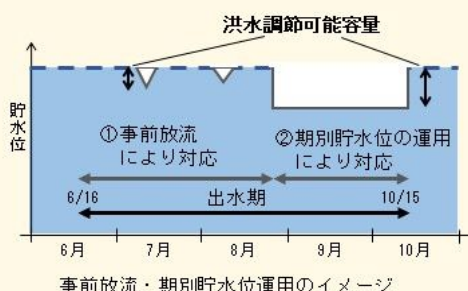 洪水調節可能容量
貯水位
①事前放流
により対応
②期別貯水位の運用
により対応
6/16
出水期
10/15
6月
7月
8月
9月
10月
事前放流・期別貯水位運用のイメージ